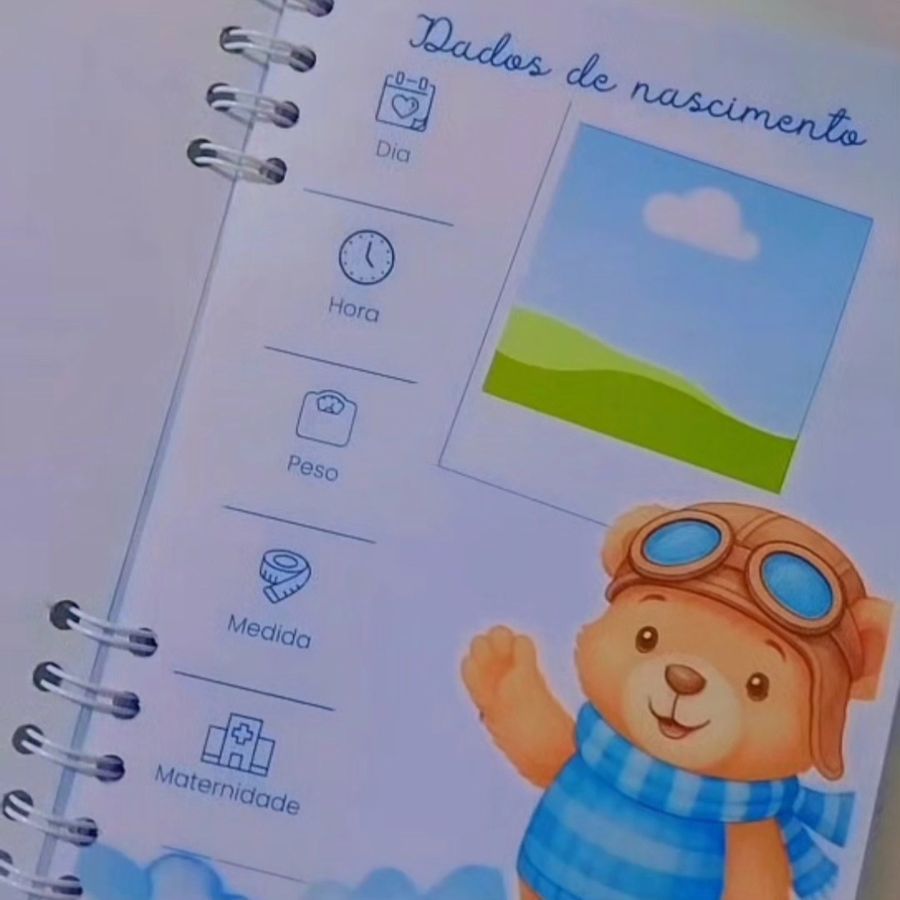 Dados de nascimento
Dia
Hora
Peso
Medida
Maternidade